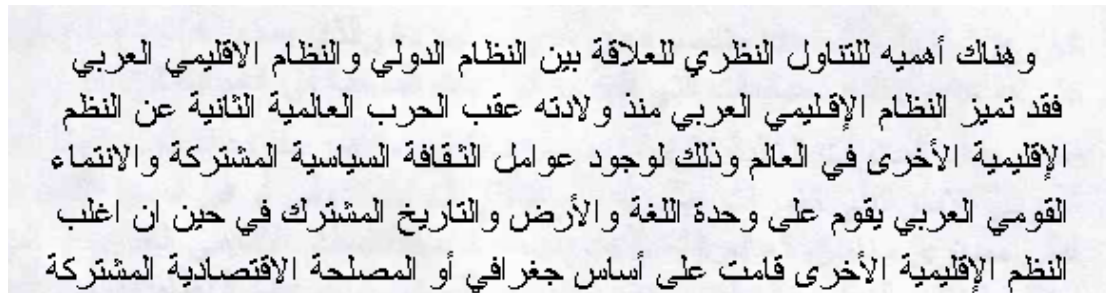 وهناك أهميه للتناول النظري للعلاقة بين النظام الدولي والنظام الاقليمي العربي
فقد تميز النظام الإقليمي العربي منذ ولادته عقب الحرب العالمية الثانية عن النظم
الإقليمية الأخرى في العالم وذلك لوجود عوامل الثقافة السياسية المشتركة والانتماء
القومي العربي يقوم على وحدة اللغة والأرض والتاريخ المشترك في حين ان اغلب
النظم الإقليمية الأخرى قامت على أساس جغرافي أو المصلحة الاقتصادية المشتركة